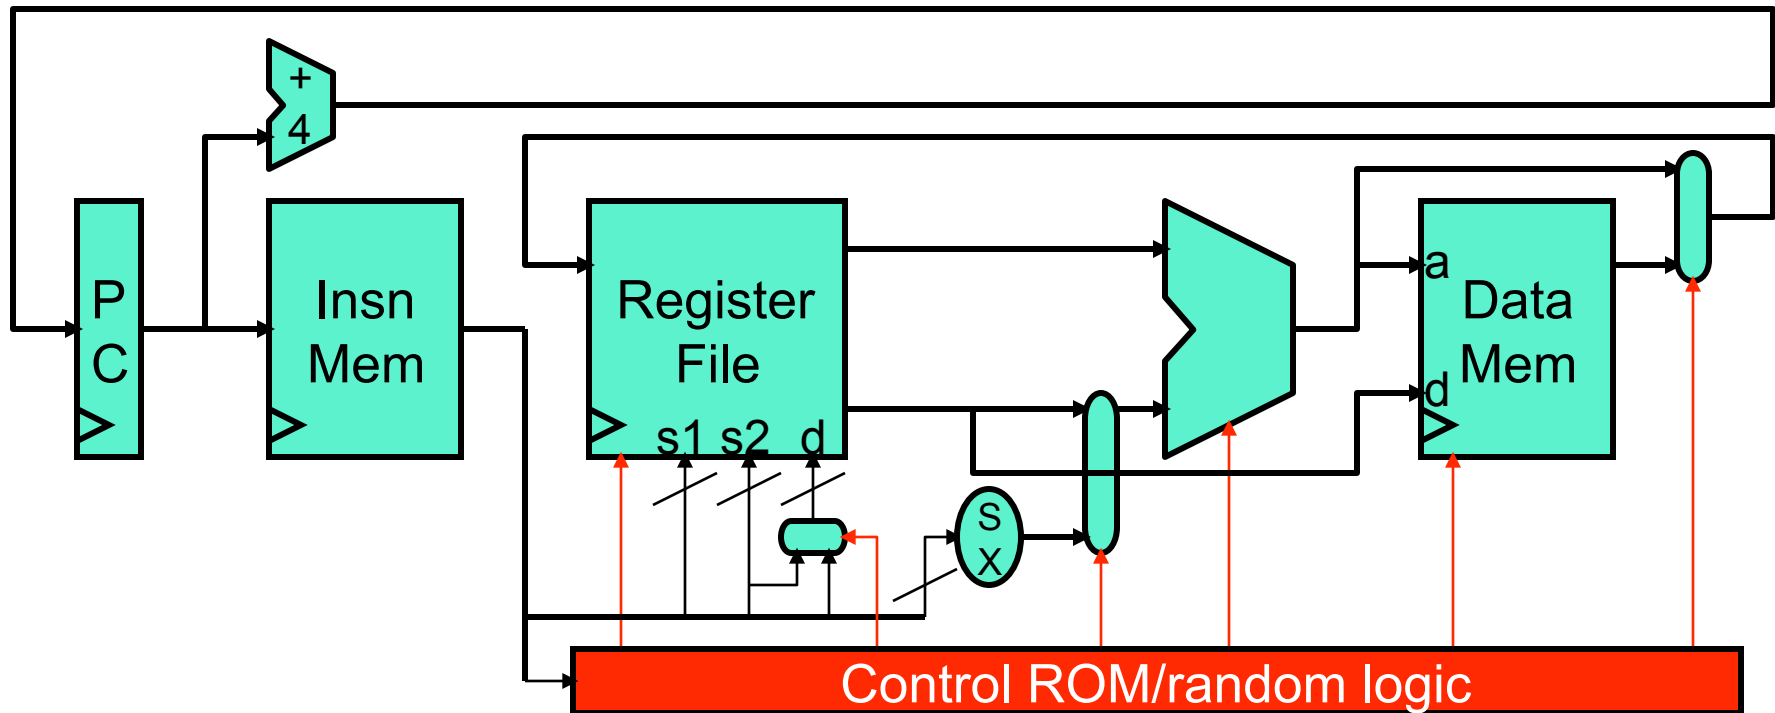 +
4
P
C
Insn
Mem
Register
File
s1 s2 d
a
Data
Mem
d
S
X
Control ROM/random logic